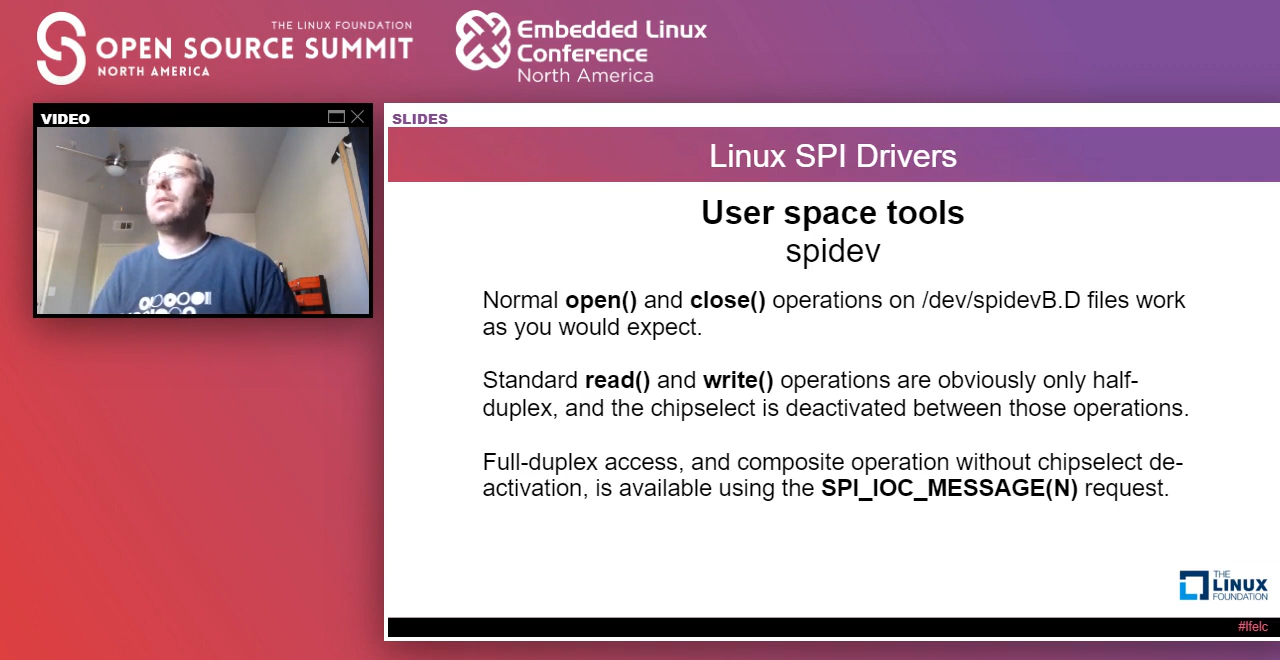 THE LINUX FOUNDATION
OPEN SOURCE SUMMIT
NORTH AMERICA
Embedded Linux
Conference
North America
VIDEO
SLIDES
Linux SPI Drivers
User space tools
spidev
Normal open() and close() operations on /dev/spidevB.D files work
as you would expect.
Standard read() and write() operations are obviously only half-
duplex, and the chipselect is deactivated between those operations.
Full-duplex access, and composite operation without chipselect de-
activation, is available using the SPI_IOC_MESSAGE(N) request.
THE
LINUX
FOUNDATION
#lfelc